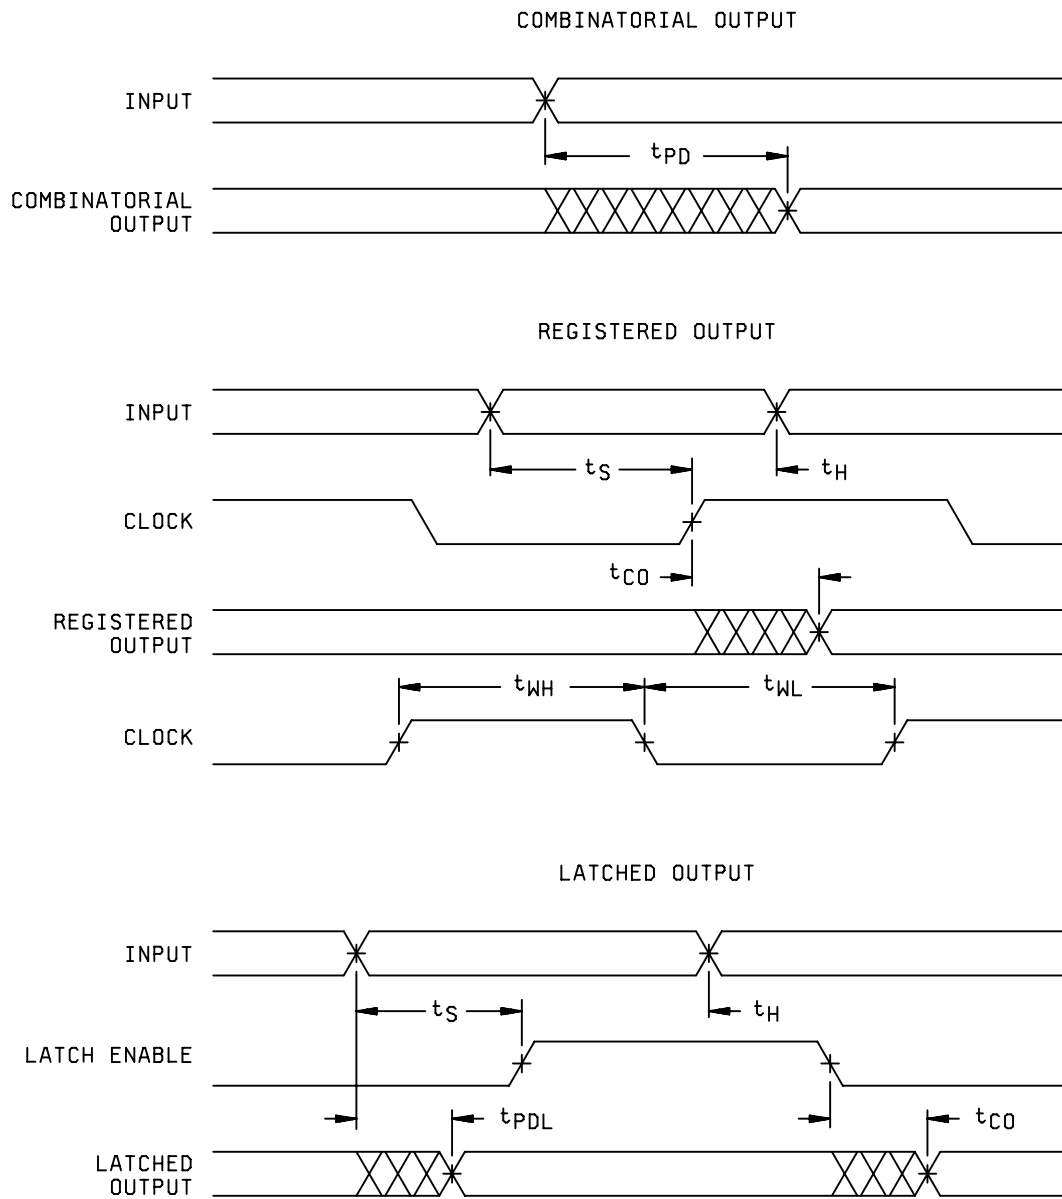 COMBINATORIAL OUTPUT
INPUT
tPD
COMBINATORIAL
OUTPUT
REGISTERED OUTPUT
INPUT
tS
tH
CLOCK
tCO
REGISTERED
OUTPUT
tWH
tWL
CLOCK
LATCHED OUTPUT
INPUT
tS
tH
LATCH ENABLE
tPDL
tCO
LATCHED
OUTPUT